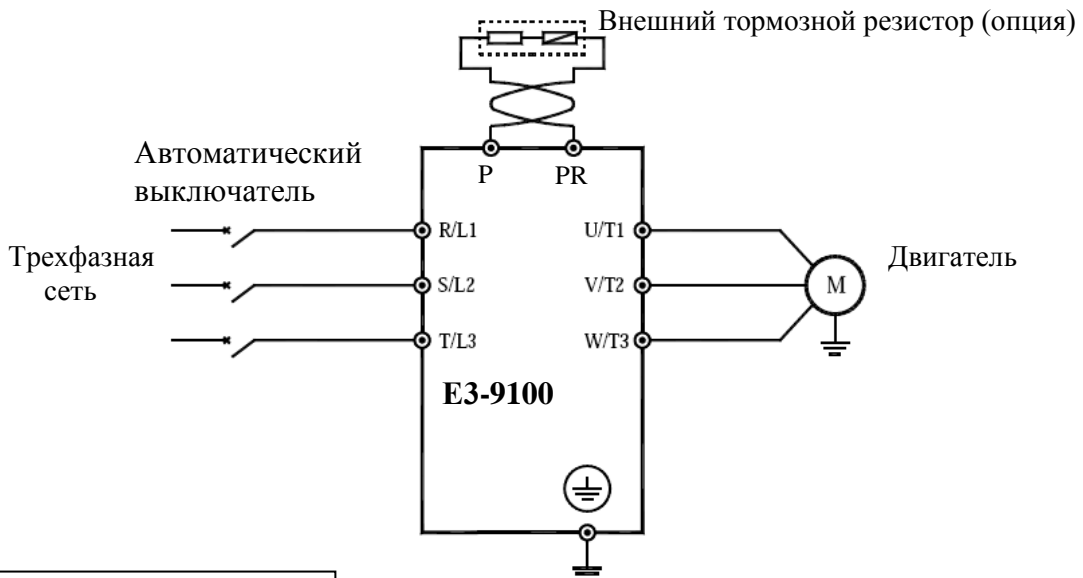 Внешний тормозной резистор (опция)
Автоматический
выключатель
P
PR
R/L1
U/T1
Трехфазная
сеть
S/L2
V/T2
M
Двигатель
T/L3
W/T3
E3-9100